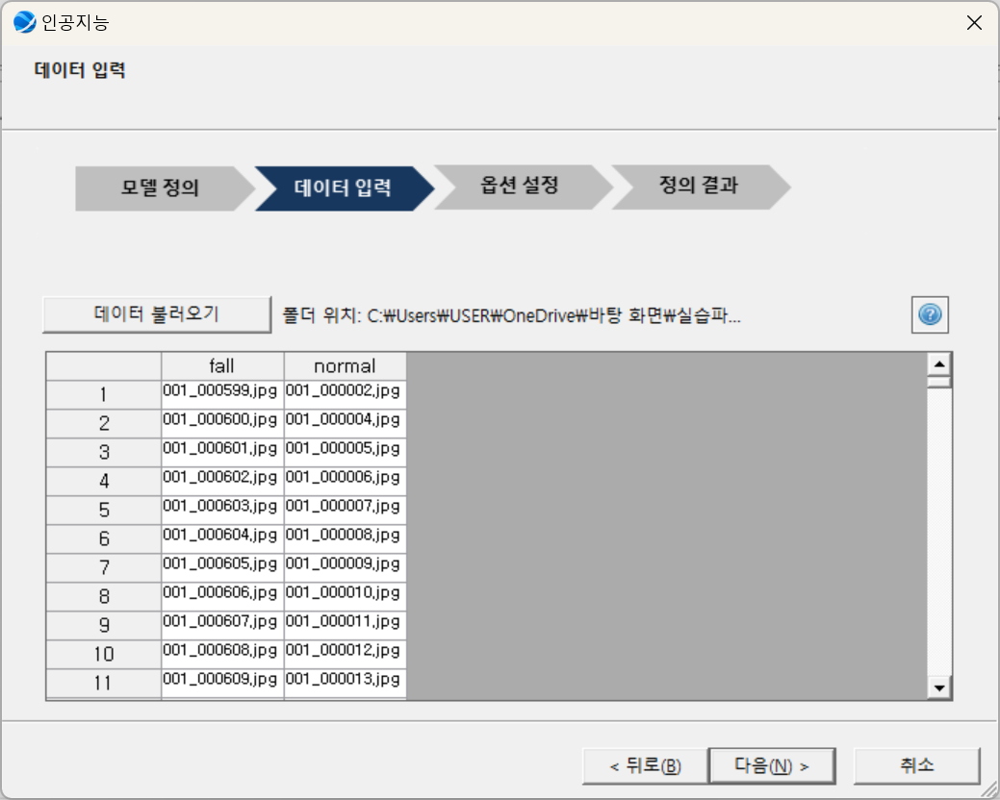 인공지능
데이터 입력
모델 정의 데이터 입력 옵션 설정 정의 결과
데이터 불러오기 폴더 위치: C:₩Users₩USER₩OneDrive₩바탕 화면₩실습파...
fall normal
1 001_000599.jpg 001_000002.jpg
2 001_000600.jpg 001_000004.jpg
3 001_000601.jpg 001_000005.jpg
4 001_000602.jpg 001_000006.jpg
5 001_000603.jpg 001_000007.jpg
6 001_000604.jpg 001_000008.jpg
7 001_000605.jpg 001_000009.jpg
8 001_000606.jpg 001_000010.jpg
9 001_000607.jpg 001_000011.jpg
10 001_000608.jpg 001_000012.jpg
11 001_000609.jpg 001_000013.jpg
< 뒤로(B) 다음(N) > 취소